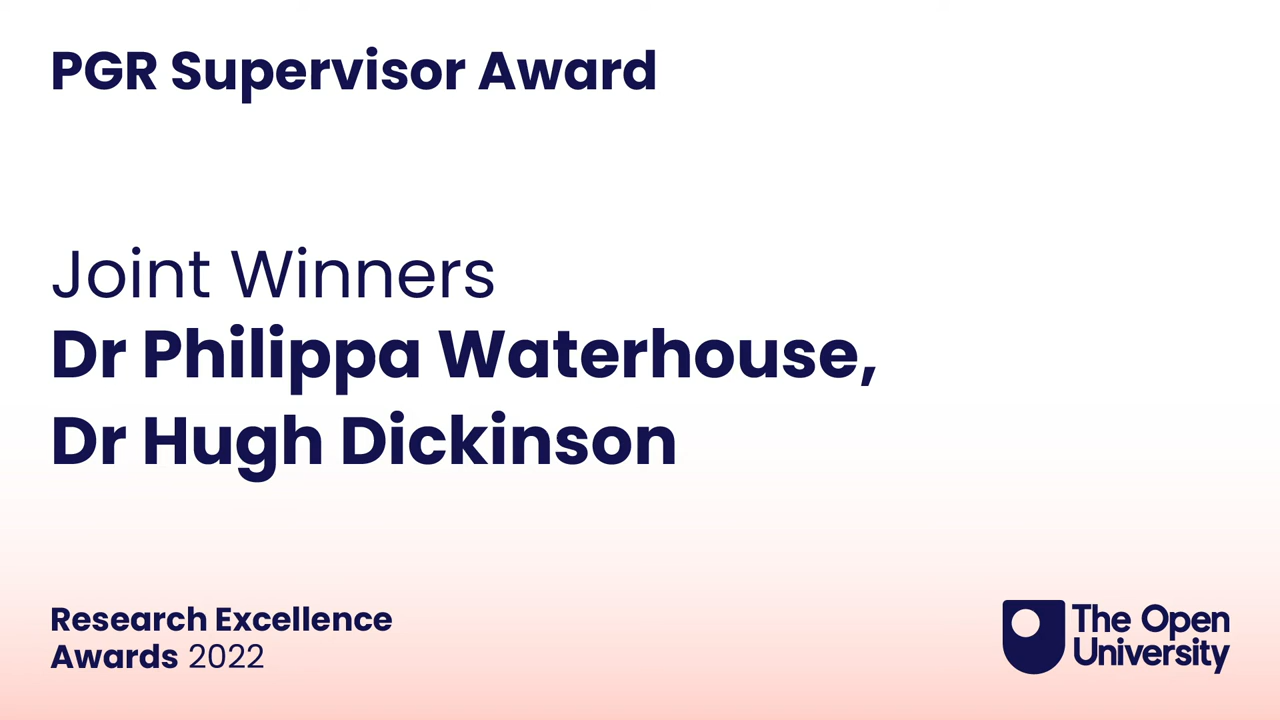 PGR Supervisor Award
Joint Winners
Dr Philippa Waterhouse,
Dr Hugh Dickinson
Research Excellence
Awards 2022
The Open
University